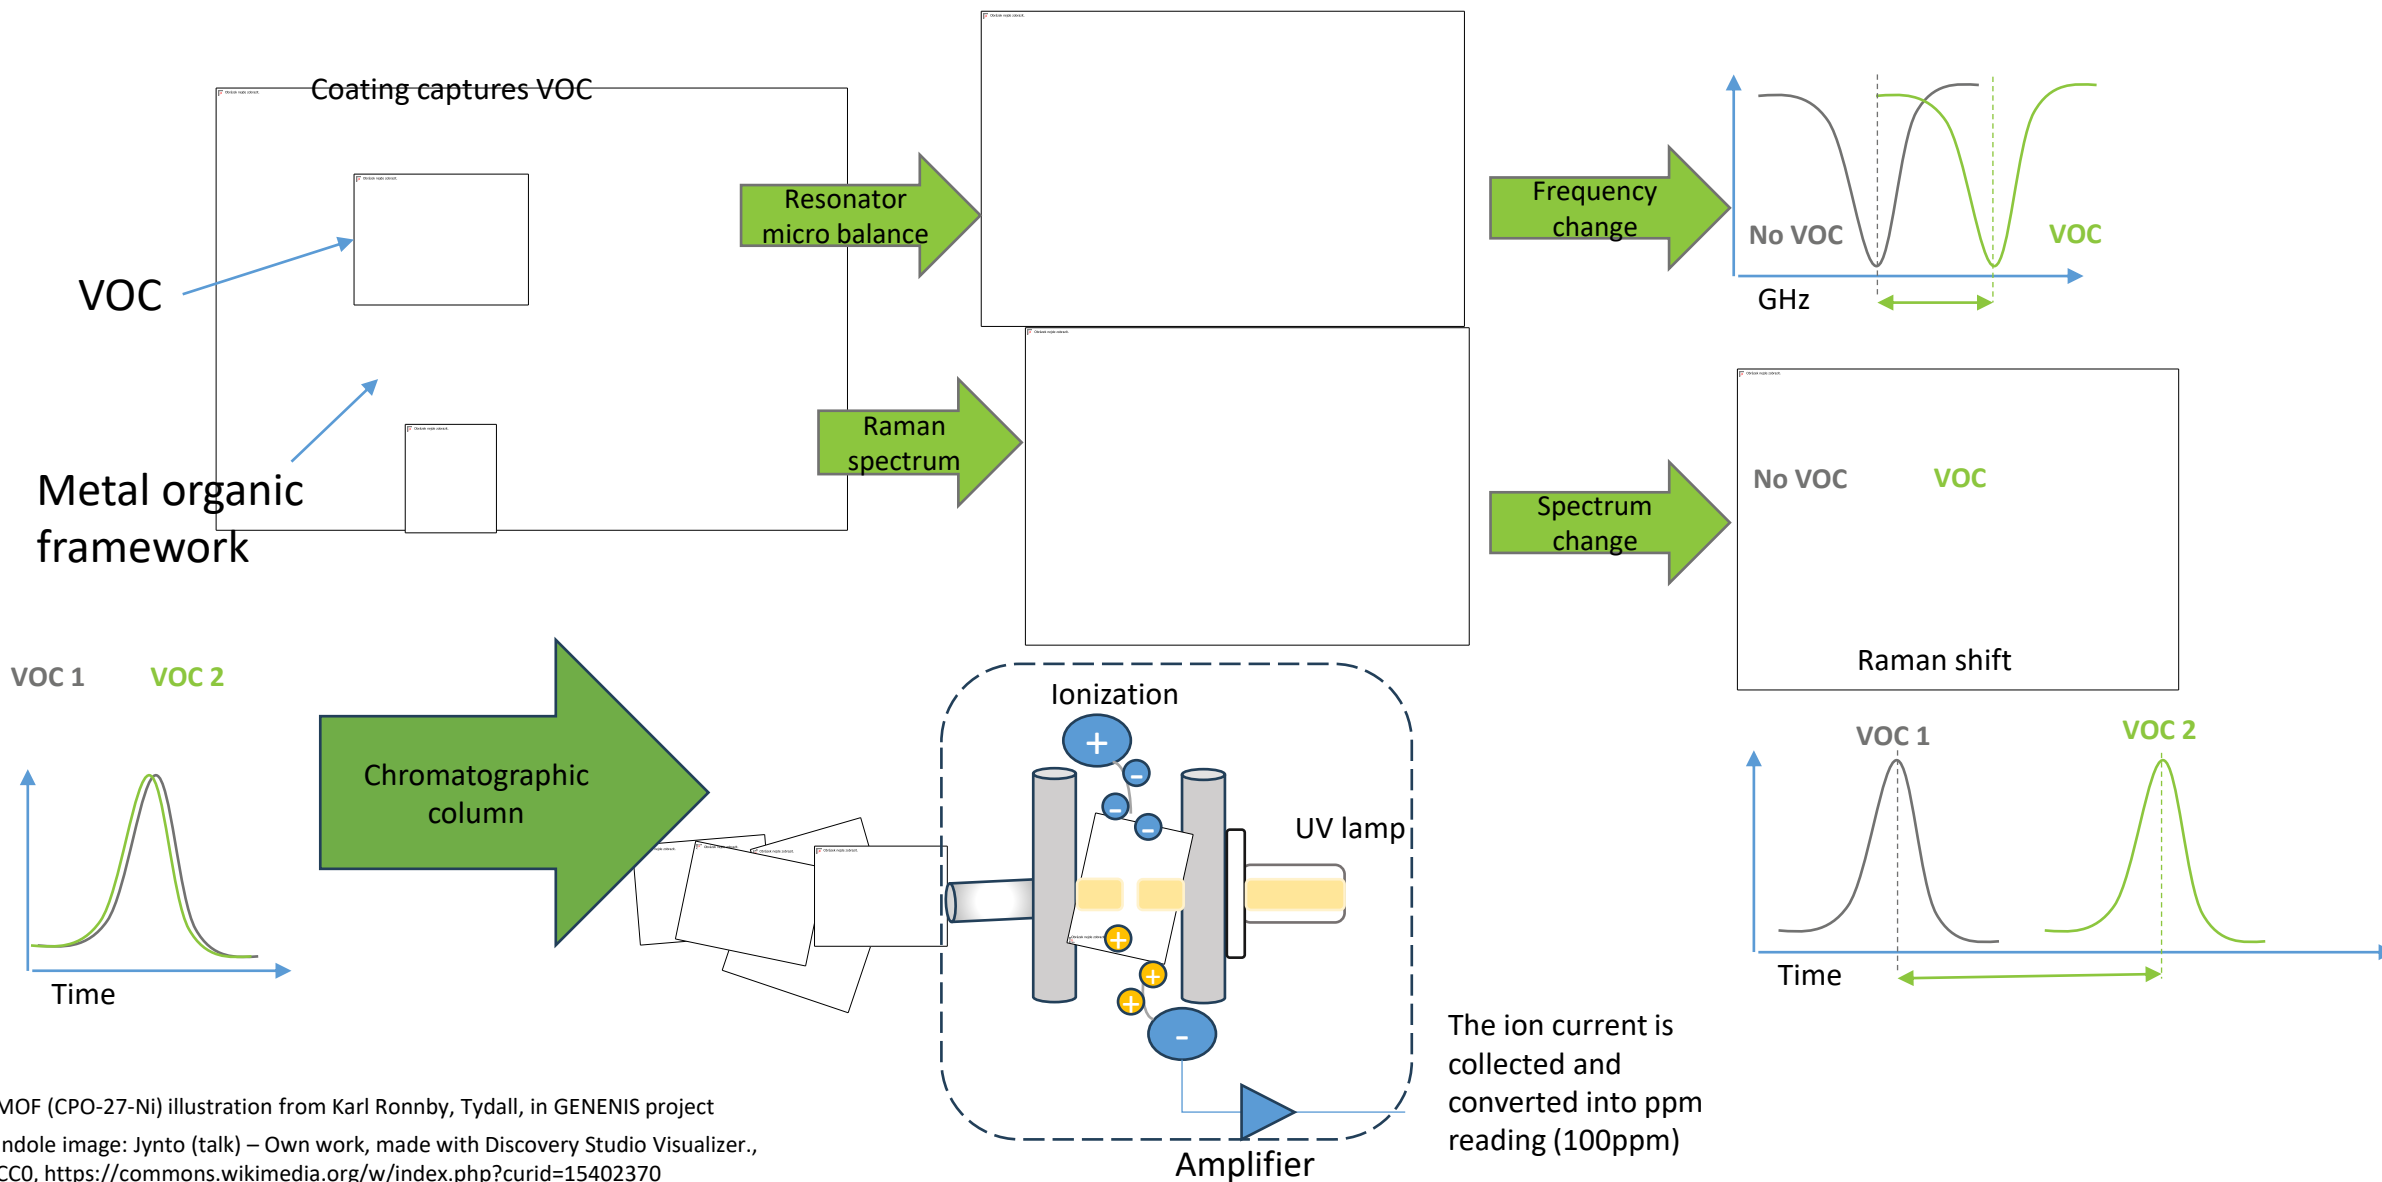 Coating captures VOC
VOC
Metal organic
framework
Resonator
micro balance
Frequency
change
No VOC
VOC
GHz
Raman
spectrum
Spectrum
change
No VOC
VOC
Raman shift
VOC 1
VOC 2
Time
Chromatographic
column
Ionization
+
-
-
-
UV lamp
+
+
+
-
Amplifier
The ion current is
collected and
converted into ppm
reading (100ppm)
VOC 1
VOC 2
Time
MOF (CPO-27-Ni) illustration from Karl Ronnby, Tydall, in GENENIS project
ndole image: Jynto (talk) – Own work, made with Discovery Studio Visualizer.,
CC0, https://commons.wikimedia.org/w/index.php?curid=15402370